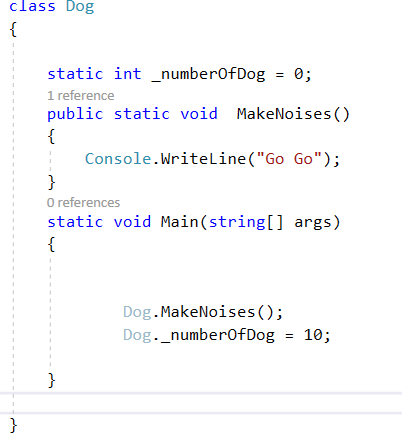 class Dog
{
static int _numberOfDog = 0;
1 reference
public static void  MakeNoises()
{
Console.WriteLine("Go Go");
}
0 references
static void Main(string[] args)
{
Dog.MakeNoises();
Dog._numberOfDog = 10;
}
}